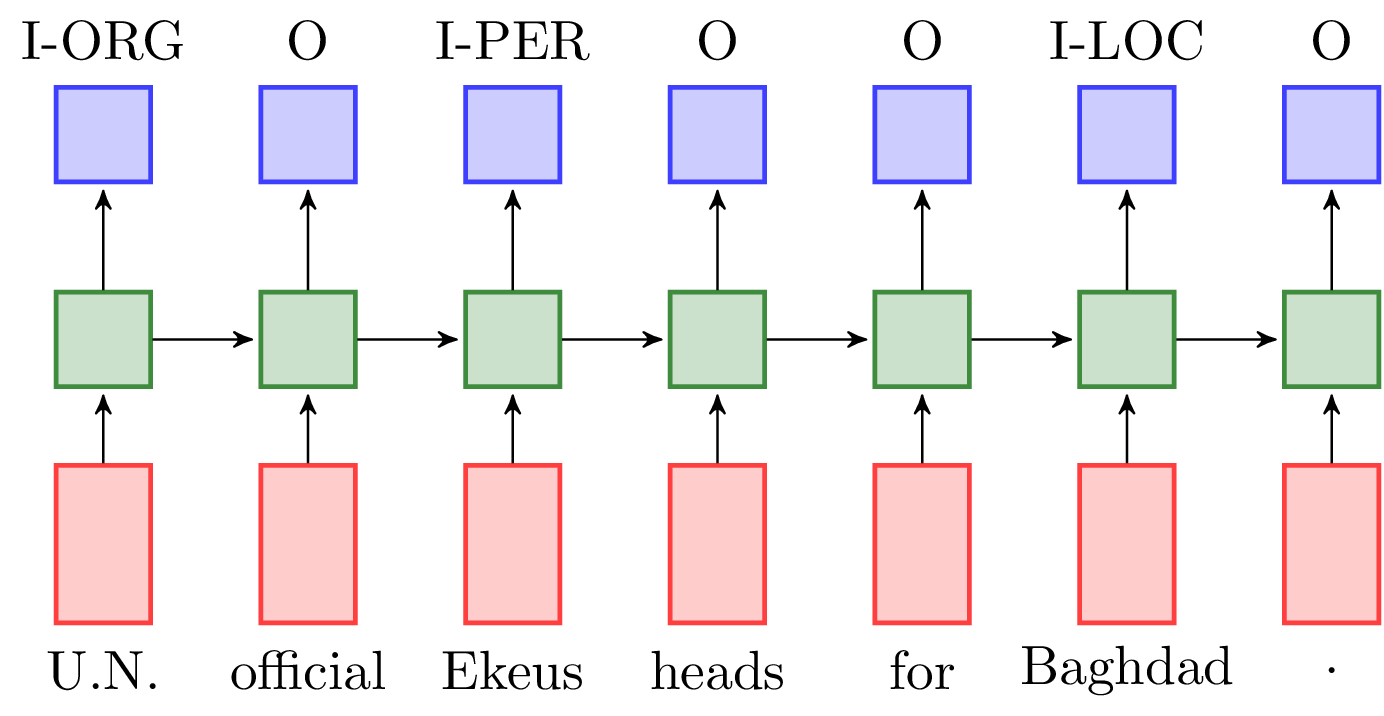 I-ORG O I-PER O O I-LOC O
U.N. official Ekeus heads for Baghdad .